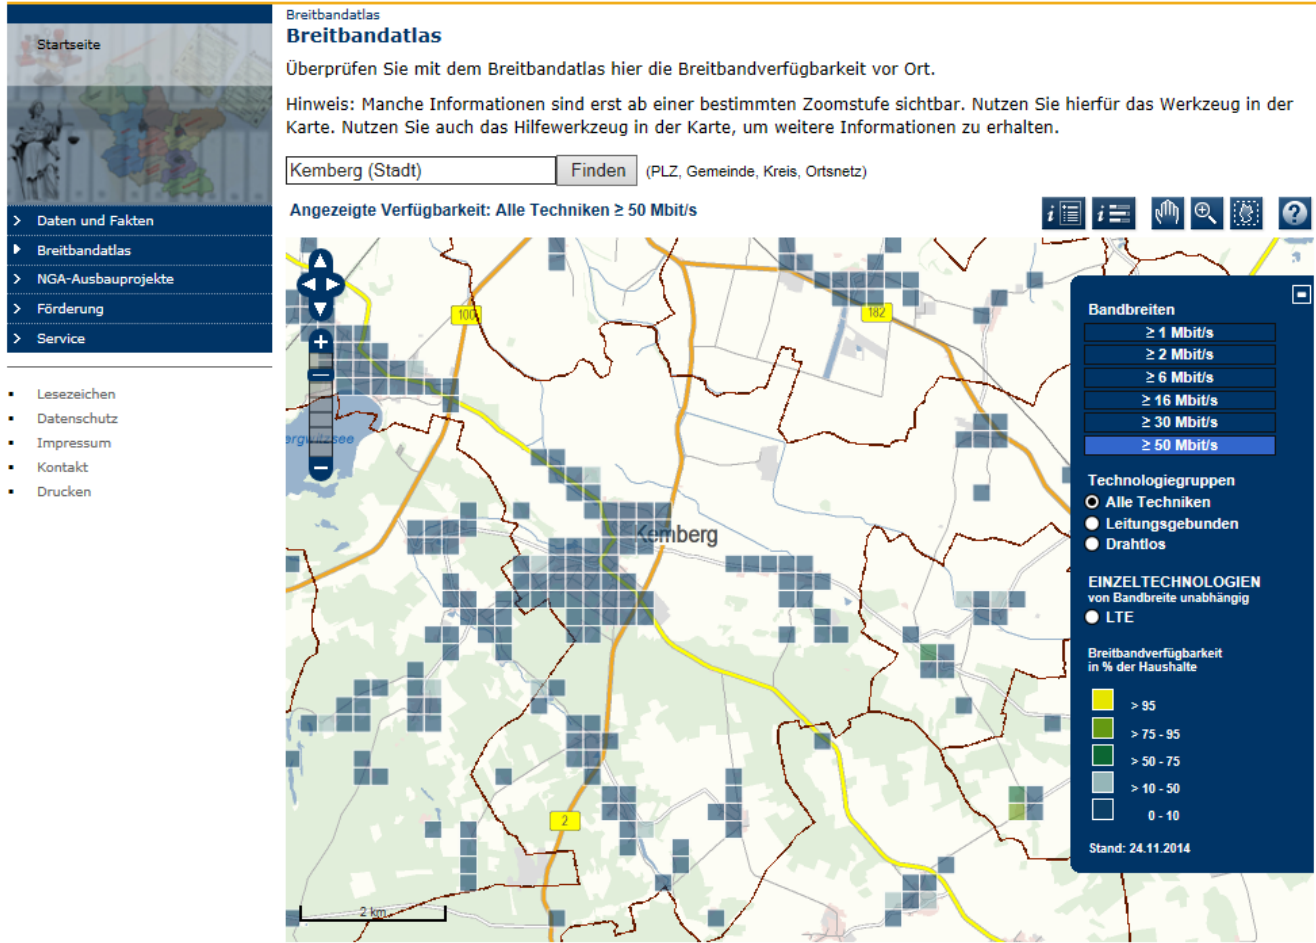 Startseite
Daten und Fakten
Breitbandatlas
NGA-Ausbauprojekte
Förderung
Service
Lesezeichen
Datenschutz
Impressum
Kontakt
Drucken
Breitbandatlas
Breitbandatlas
Überprüfen Sie mit dem Breitbandatlas hier die Breitbandverfügbarkeit vor Ort.
Hinweis: Manche Informationen sind erst ab einer bestimmten Zoomstufe sichtbar. Nutzen Sie hierfür das Werkzeug in der
Karte. Nutzen Sie auch das Hilfewerkzeug in der Karte, um weitere Informationen zu erhalten.
Kemberg (Stadt) Finden (PLZ, Gemeinde, Kreis, Ortsnetz)
Angezeigte Verfügbarkeit: Alle Techniken ≥ 50 Mbit/s
100
182
Kemberg
2
2 km
Bandbreiten
≥ 1 Mbit/s
≥ 2 Mbit/s
≥ 6 Mbit/s
≥ 16 Mbit/s
≥ 30 Mbit/s
≥ 50 Mbit/s
Technologiegruppen
Alle Techniken
Leitungsgebunden
Drahtlos
EINZELTECHNOLOGIEN
von Bandbreite unabhängig
LTE
Breitbandverfügbarkeit
in % der Haushalte
> 95
> 75 - 95
> 50 - 75
> 10 - 50
0 - 10
Stand: 24.11.2014